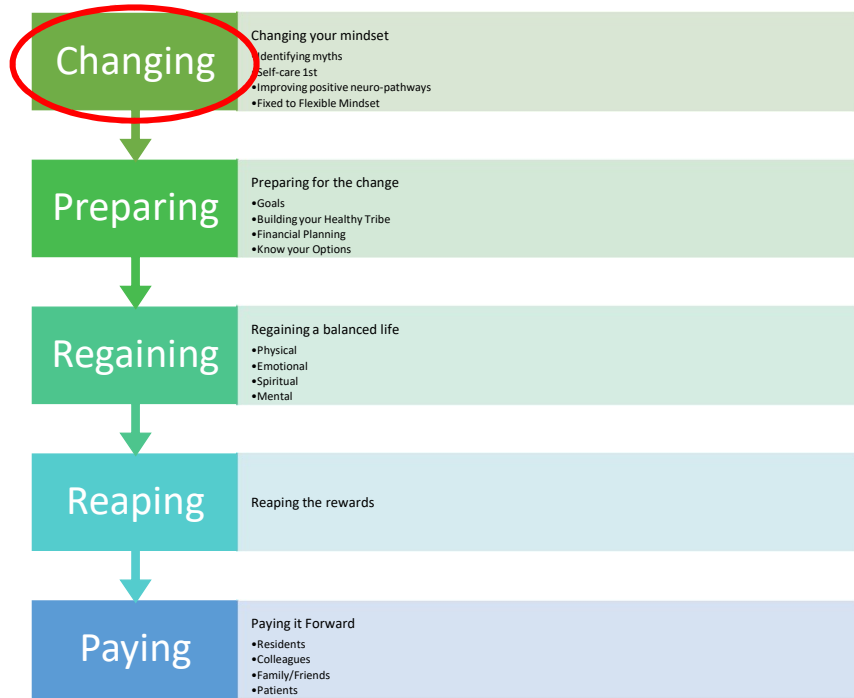 Changing
Changing your mindset
•Identifying myths
•Self-care 1st
•Improving positive neuro-pathways
•Fixed to Flexible Mindset
Preparing
Preparing for the change
•Goals
•Building your Healthy Tribe
•Financial Planning
•Know your Options
Regaining
Regaining a balanced life
•Physical
•Emotional
•Spiritual
•Mental
Reaping
Reaping the rewards
Paying
Paying it Forward
•Residents
•Colleagues
•Family/Friends
•Patients